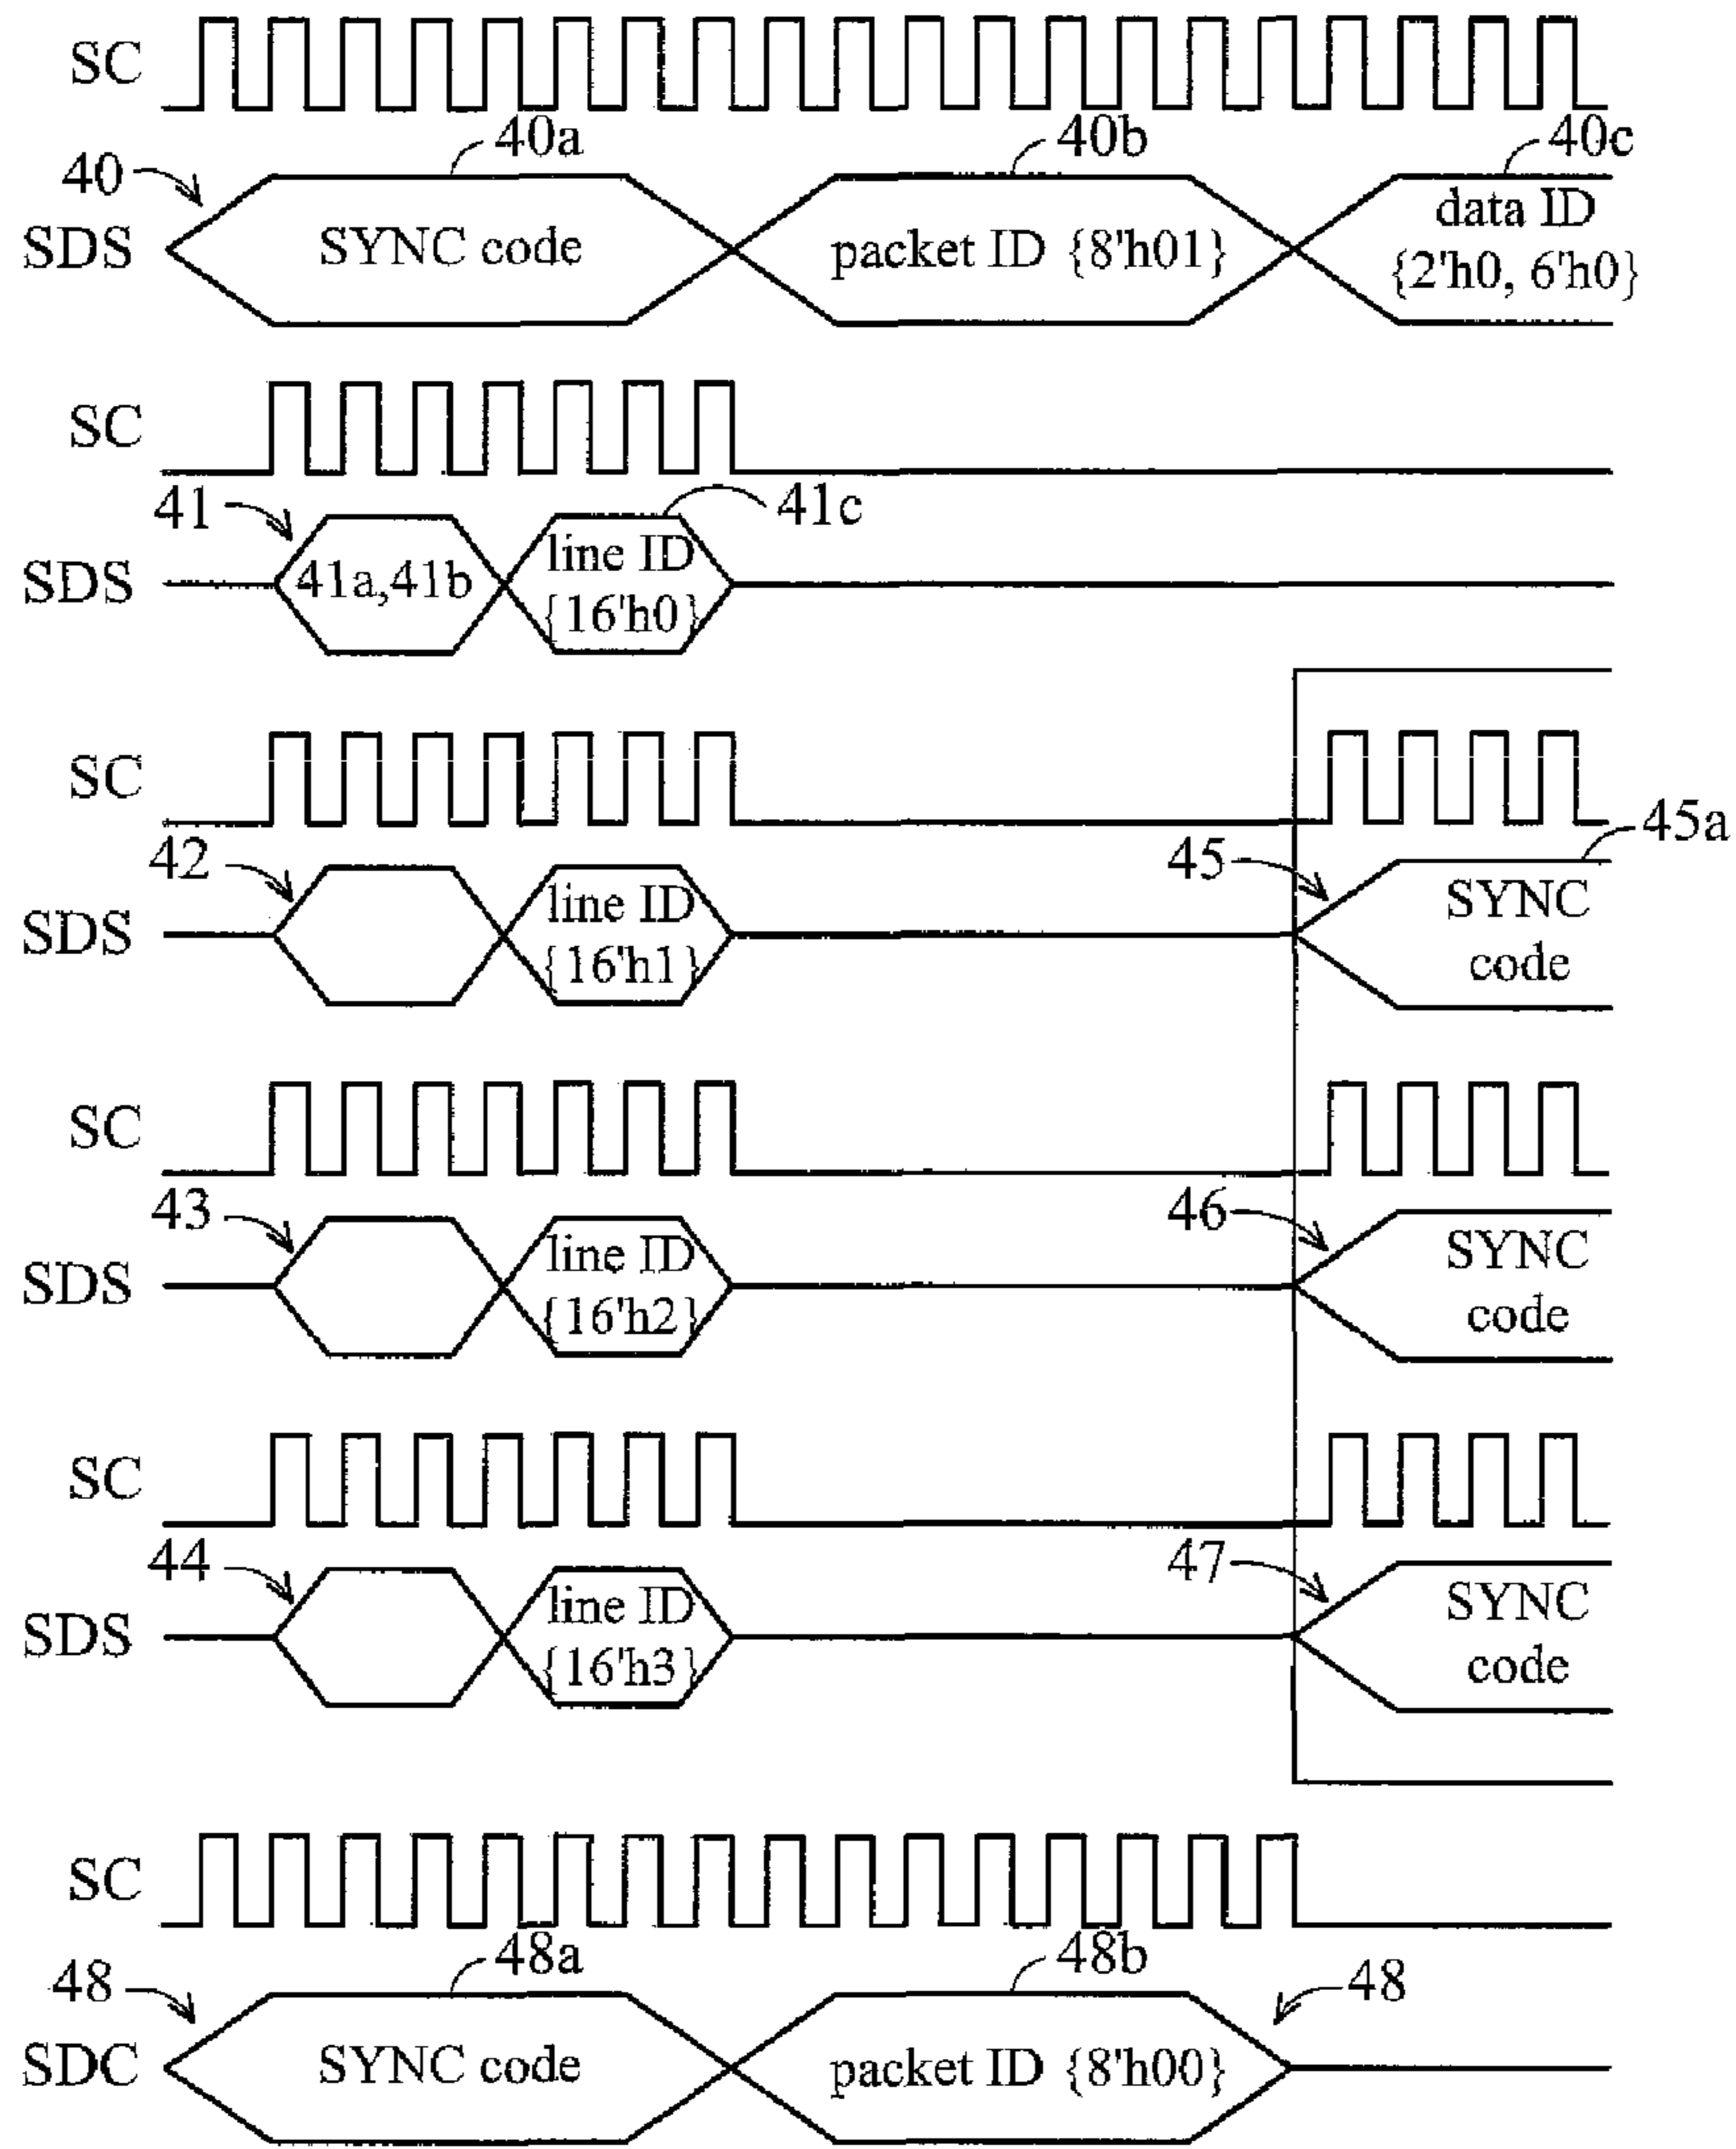 SC
40a 40b 40c
40
SDS SYNC code packet ID {8'h01} data ID
{2'h0, 6'h0}
SC
41 41c
SDS 41a,41b line ID
{16'h0}
SC
42 45 45a
SDS line ID
{16'h1} SYNC
code
SC
43 46
SDS line ID
{16'h2} SYNC
code
SC
44 47
SDS line ID
{16'h3} SYNC
code
SC
48 48a 48b 48
SDC SYNC code packet ID {8'h00}